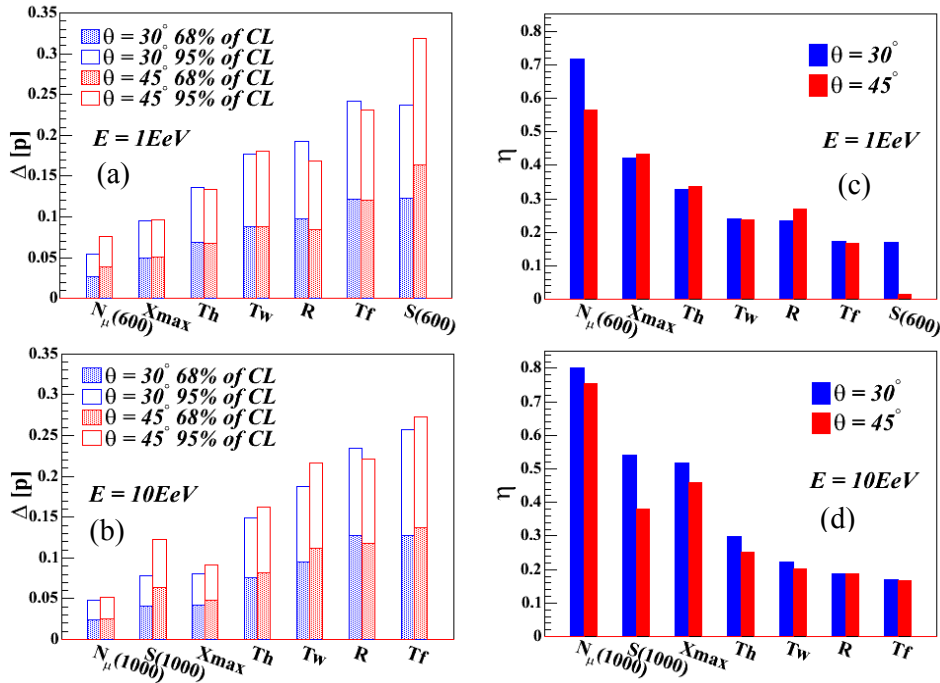 0.35
0.3
0.25
0.2
0.15
0.1
0.05
0
Δ [p]
θ = 30° 68% of CL
θ = 30° 95% of CL
θ = 45° 68% of CL
θ = 45° 95% of CL
E = 1EeV
(a)
Nμ(600) Xmax Th Tw R Tf S(600)
0.8
0.7
0.6
0.5
0.4
0.3
0.2
0.1
0
η
θ = 30°
θ = 45°
E = 1EeV
(c)
Nμ(600) Xmax Th Tw R Tf S(600)
0.35
0.3
0.25
0.2
0.15
0.1
0.05
0
Δ [p]
θ = 30° 68% of CL
θ = 30° 95% of CL
θ = 45° 68% of CL
θ = 45° 95% of CL
E = 10EeV
(b)
Nμ(1000) S(1000) Xmax Th Tw R Tf
0.8
0.7
0.6
0.5
0.4
0.3
0.2
0.1
0
η
θ = 30°
θ = 45°
E = 10EeV
(d)
Nμ(1000) S(1000) Xmax Th Tw R Tf